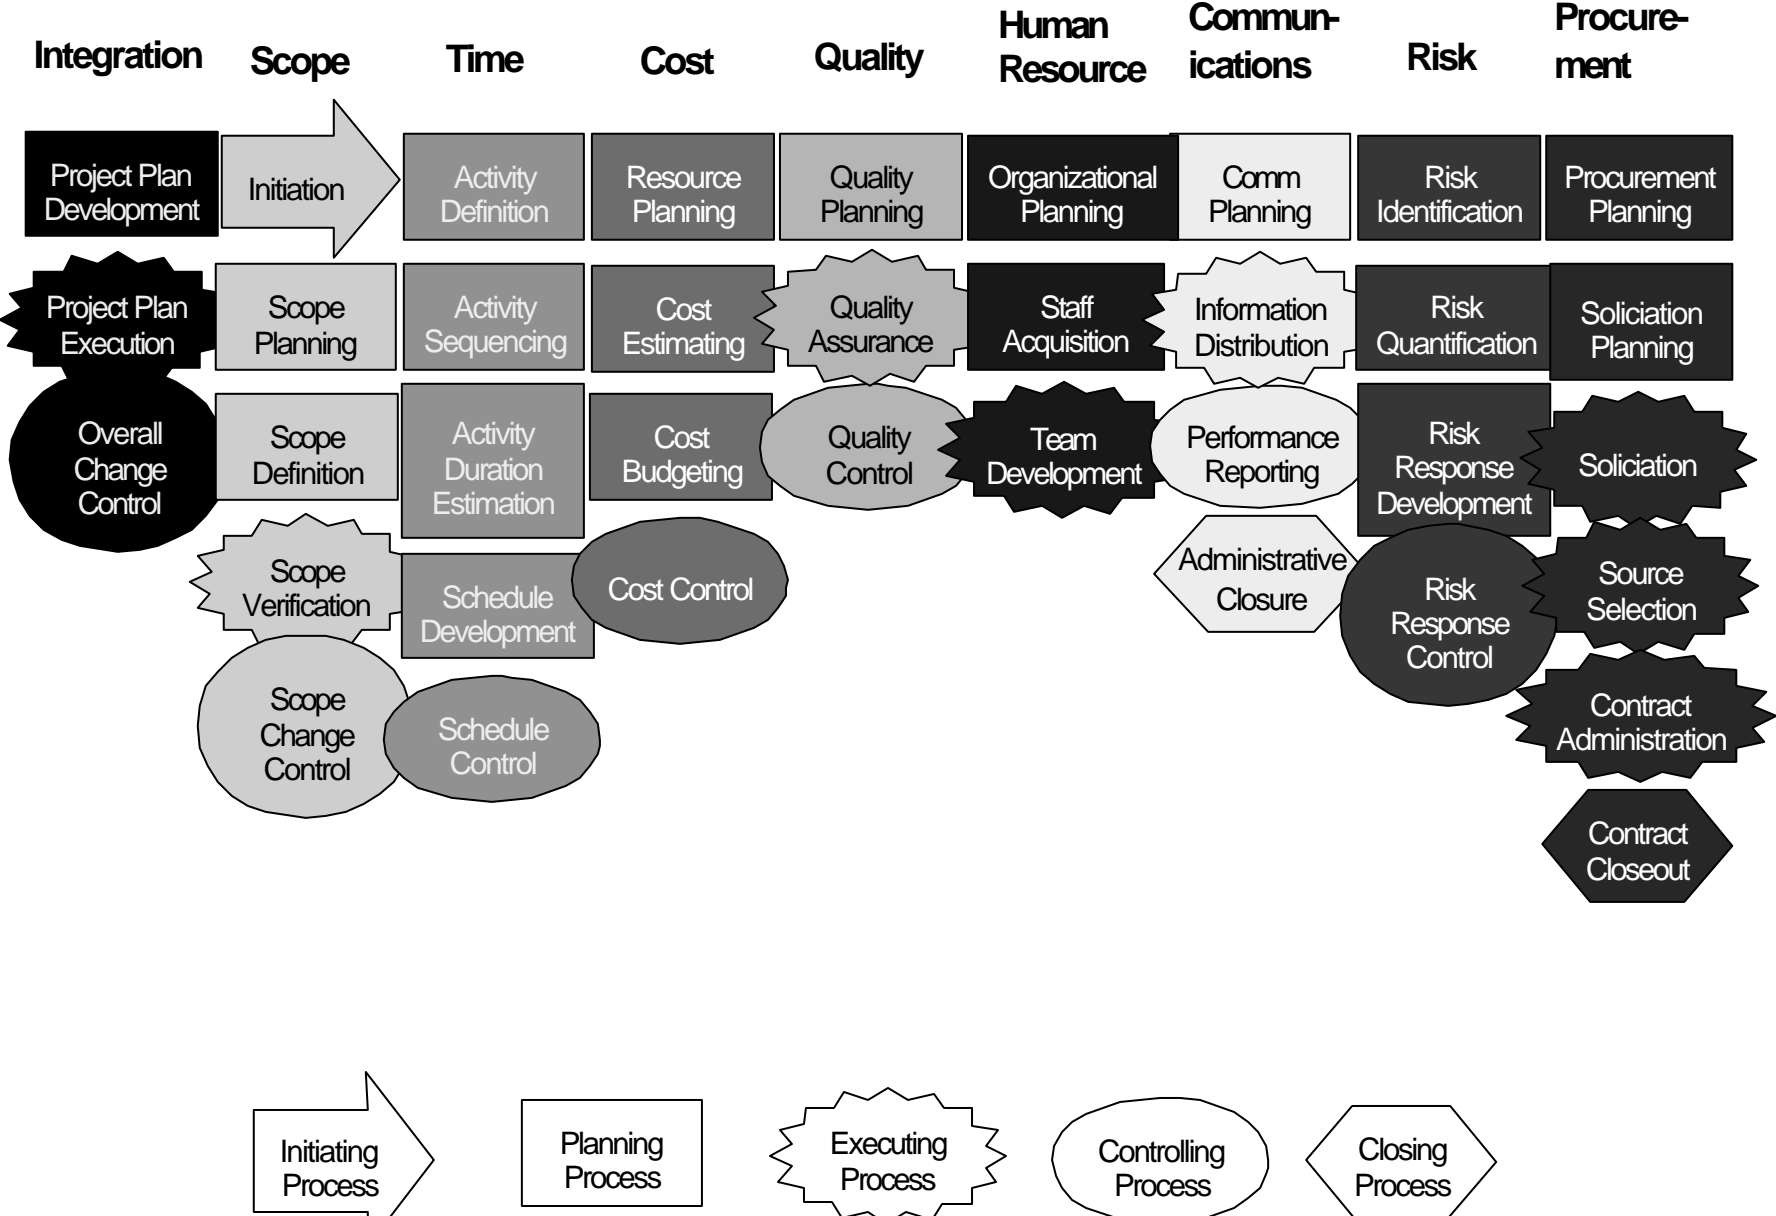 Integration
Scope
Time
Cost
Quality
Human
Resource
Commun-
ications
Risk
Procure-
ment
Project Plan
Development
Initiation
Activity
Definition
Resource
Planning
Quality
Planning
Organizational
Planning
Comm
Planning
Risk
Identification
Procurement
Planning
Project Plan
Execution
Scope
Planning
Activity
Sequencing
Cost
Estimating
Quality
Assurance
Staff
Acquisition
Information
Distribution
Risk
Quantification
Soliciation
Planning
Overall
Change
Control
Scope
Definition
Activity
Duration
Estimation
Cost
Budgeting
Quality
Control
Team
Development
Performance
Reporting
Risk
Response
Development
Soliciation
Scope
Verification
Schedule
Development
Cost Control
Administrative
Closure
Risk
Response
Control
Source
Selection
Scope
Change
Control
Schedule
Control
Contract
Administration
Contract
Closeout
Initiating
Process
Planning
Process
Executing
Process
Controlling
Process
Closing
Process